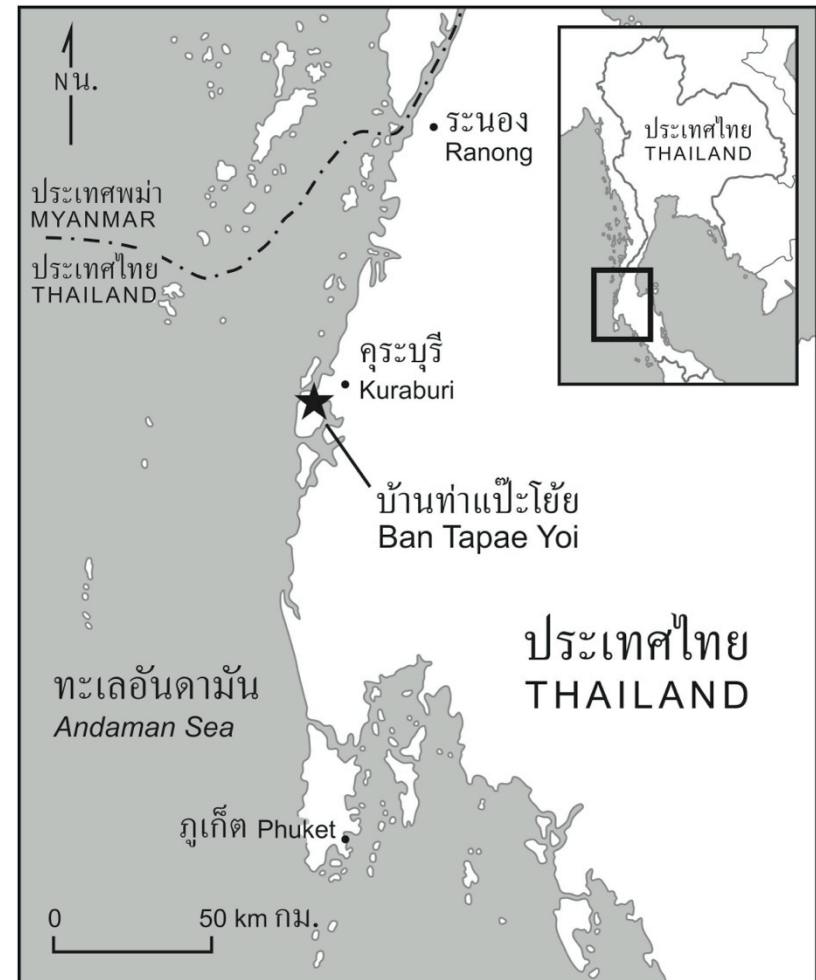 N น.
ประเทศพม่า
MYANMAR
ประเทศไทย
THAILAND
ระนอง
Ranong
ประเทศไทย
THAILAND
คุระบุรี
Kuraburi
บ้านท่าแป๊ะโย้ย
Ban Tapae Yoi
ประเทศไทย
THAILAND
ทะเลอันดามัน
Andaman Sea
ภูเก็ต Phuket
0 50 km กม.